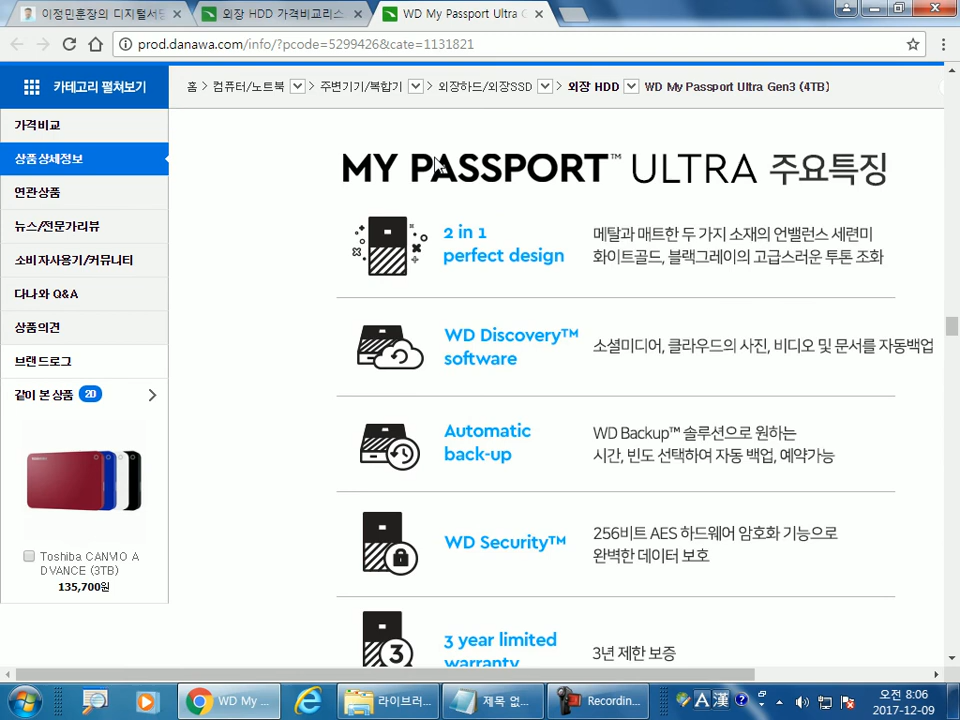 이정민훈장의 디지털서당
외장 HDD 가격비교리스
WD My Passport Ultra G
prod.danawa.com/info/?pcode=5299426&cate=1131821
카테고리 펼쳐보기
홈 > 컴퓨터/노트북 > 주변기기/복합기 > 외장하드/외장SSD > 외장 HDD WD My Passport Ultra Gen3 (4TB)
가격비교
상품상세정보
연관상품
뉴스/전문가리뷰
소비자사용기/커뮤니티
다나와 Q&A
상품의견
브랜드로그
같이 본 상품 20
Toshiba CANVIO A
DVANCE (3TB)
135,700원
MY PASSPORT™ ULTRA 주요특징
2 in 1
perfect design
메탈과 매트한 두 가지 소재의 언밸런스 세련미
화이트골드, 블랙그레이의 고급스러운 투톤 조화
WD Discovery™
software
소셜미디어, 클라우드의 사진, 비디오 및 문서를 자동백업
Automatic
back-up
WD Backup™ 솔루션으로 원하는
시간, 빈도 선택하여 자동 백업, 예약가능
WD Security™
256비트 AES 하드웨어 암호화 기능으로
완벽한 데이터 보호
3
3 year limited
warranty
3년 제한 보증
WD My ...
라이브러...
제목 없...
Recordin...
A 漢
오전 8:06
2017-12-09